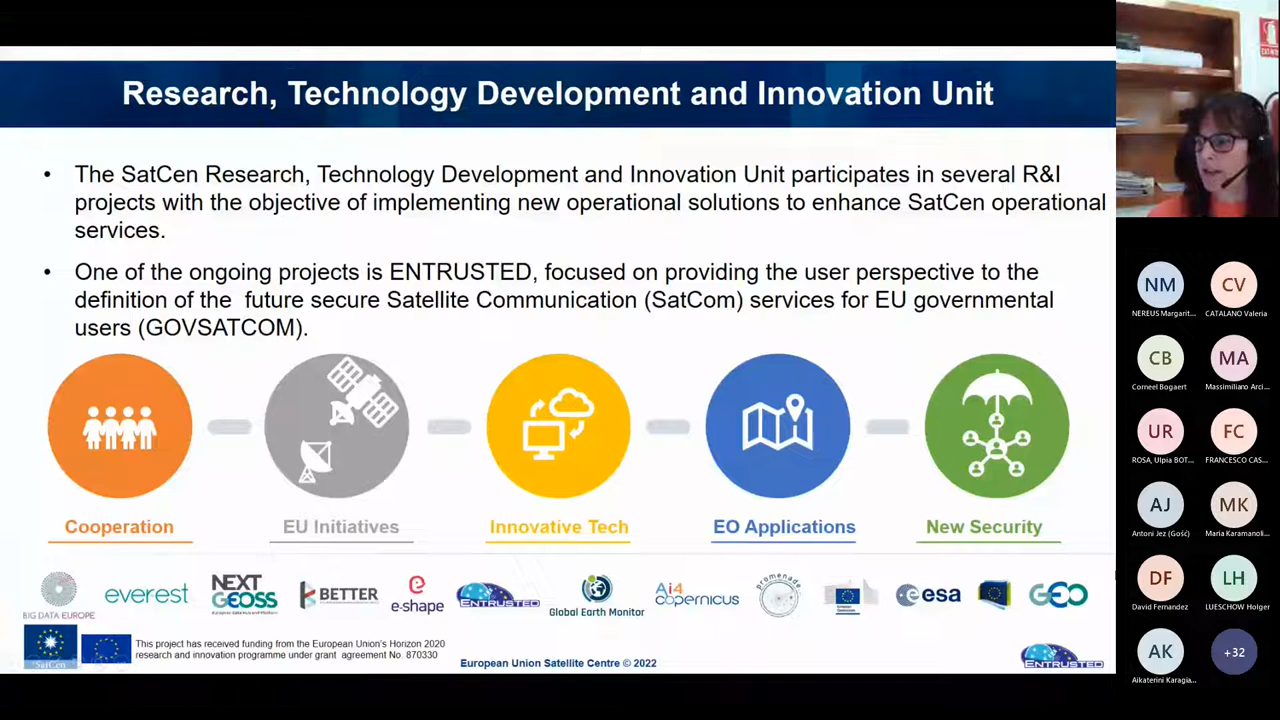 Research, Technology Development and Innovation Unit
• The SatCen Research, Technology Development and Innovation Unit participates in several R&I
projects with the objective of implementing new operational solutions to enhance SatCen operational
services.
• One of the ongoing projects is ENTRUSTED, focused on providing the user perspective to the
definition of the  future secure Satellite Communication (SatCom) services for EU governmental
users (GOVSATCOM).
Cooperation
EU Initiatives
Innovative Tech
EO Applications
New Security
BIG DATA EUROPE
everest
NEXT
GEOSS
BETTER
e-shape
ENTRUSTED
Global Earth Monitor
Ai4
copernicus
promenade
European
Commission
esa
GEO
SatCen
This project has received funding from the European Union's Horizon 2020
research and innovation programme under grant  agreement No. 870330
European Union Satellite Centre © 2022
ENTRUSTED
NM
NEREUS Margarit...
CV
CATALANO Valeria
CB
Corneel Bogaert
MA
Massimiliano Arci...
UR
ROSA, Ulpia BOT...
FC
FRANCESCO CAS...
AJ
Antoni Jez (Gość)
MK
Maria Karamanoli...
DF
David Fernandez
LH
LUESCHOW Holger
AK
Aikaterini Karagia...
+32